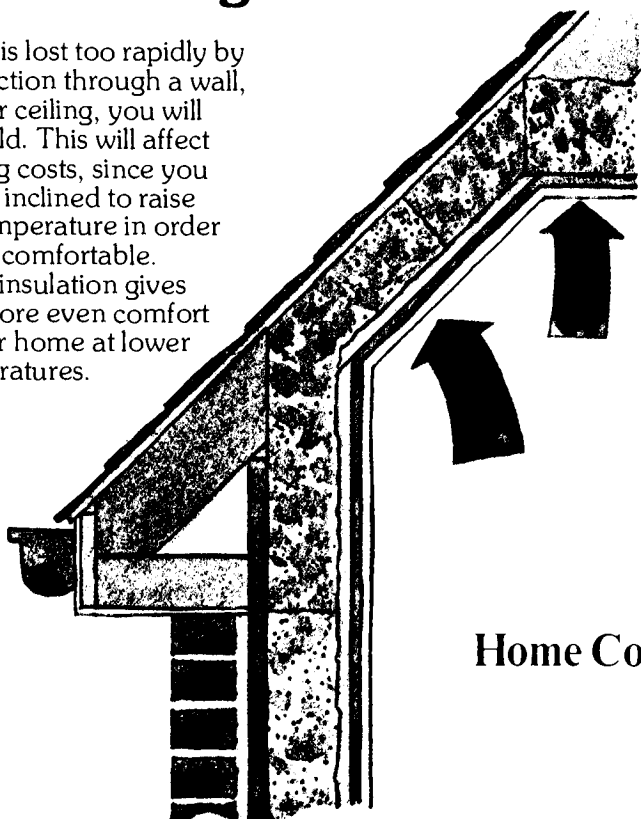 is lost too rapidly by
ction through a wall,
r ceiling, you will
ld. This will affect
g costs, since you
inclined to raise
mperature in order
comfortable.
insulation gives
ore even comfort
r home at lower
ratures.
Home Co